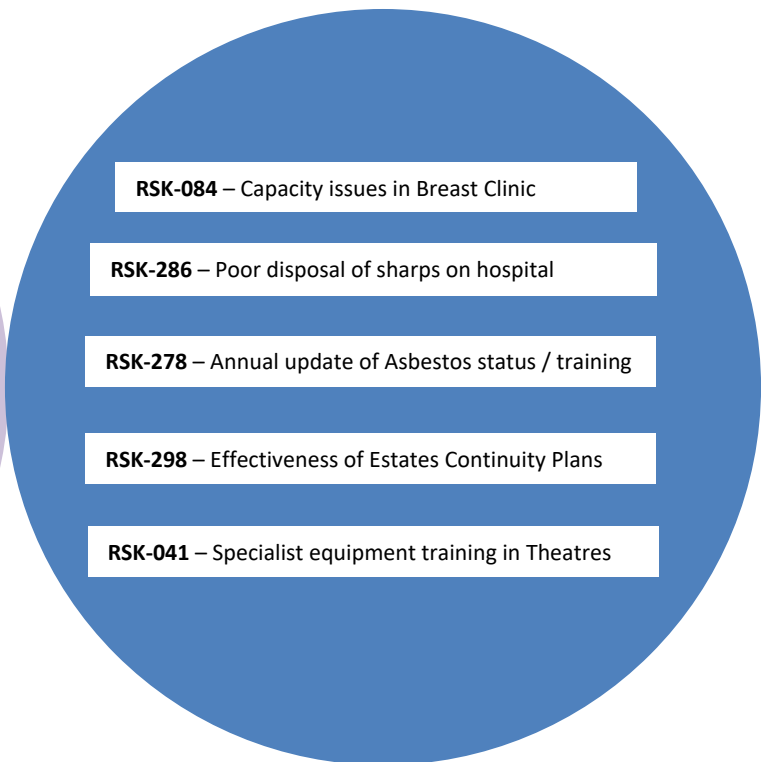 RSK-084 – Capacity issues in Breast Clinic
RSK-286 – Poor disposal of sharps on hospital
RSK-278 – Annual update of Asbestos status / training
RSK-298 – Effectiveness of Estates Continuity Plans
RSK-041 – Specialist equipment training in Theatres